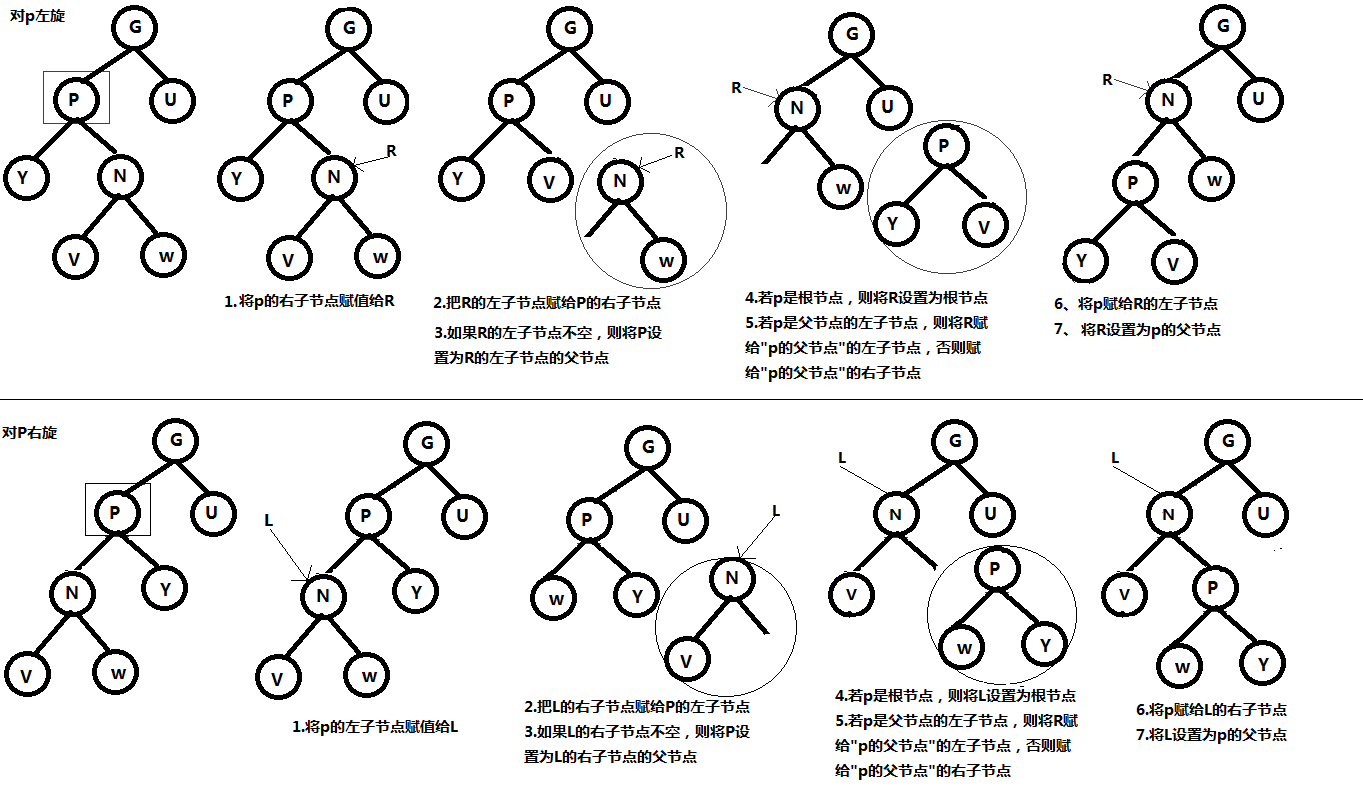 对p左旋
G
G
G
G
G
P
U
P
U
P
U
R
N
U
R
N
U
Y
N
Y
N
R
Y
V
N
R
w
P
P
w
V
w
V
w
w
Y
V
Y
V
1.将p的右子节点赋值给R
2.把R的左子节点赋给P的右子节点
3.如果R的左子节点不空，则将P设
置为R的左子节点的父节点
4.若p是根节点，则将R设置为根节点
5.若p是父节点的左子节点，则将R赋
给"p的父节点"的左子节点，否则赋
给"p的父节点"的右子节点
6、将p赋给R的左子节点
7、 将R设置为p的父节点
对P右旋
G
G
G
G
G
P
U
P
U
P
U
L
N
U
L
N
U
N
Y
L
N
Y
w
Y
L
N
V
P
V
P
V
w
V
w
V
w
Y
w
Y
1.将p的左子节点赋值给L
2.把L的右子节点赋给P的左子节点
3.如果L的右子节点不空，则将P设
置为L的右子节点的父节点
4.若p是根节点，则将L设置为根节点
5.若p是父节点的左子节点，则将R赋
给"p的父节点"的左子节点，否则赋
给"p的父节点"的右子节点
6.将p赋给L的右子节点
7.将L设置为p的父节点